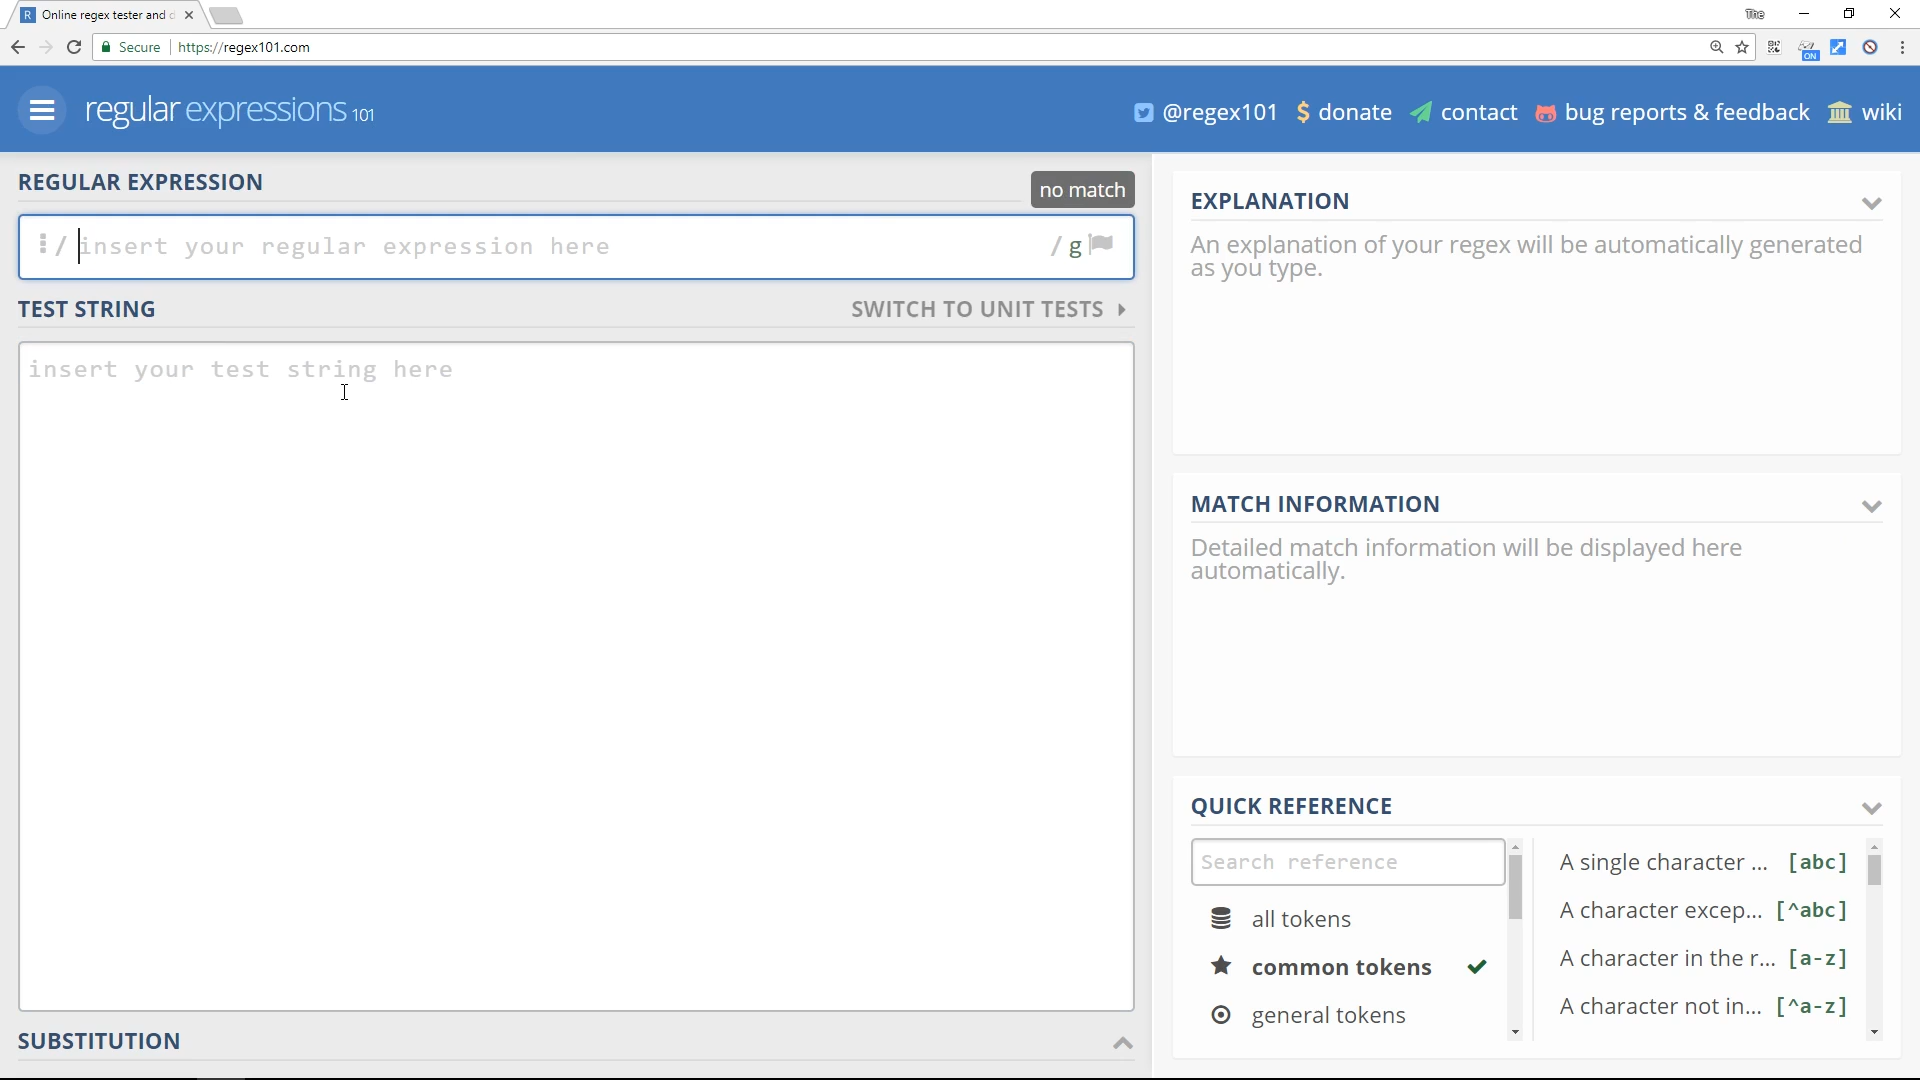 Online regex tester and d
The
Secure https://regex101.com
ON
regular expressions 101
@regex101 $ donate contact bug reports & feedback wiki
REGULAR EXPRESSION
no match
/ insert your regular expression here / g
TEST STRING
SWITCH TO UNIT TESTS
insert your test string here
SUBSTITUTION
EXPLANATION
An explanation of your regex will be automatically generated
as you type.
MATCH INFORMATION
Detailed match information will be displayed here
automatically.
QUICK REFERENCE
Search reference
all tokens
common tokens
general tokens
A single character ... [abc]
A character excep... [^abc]
A character in the r... [a-z]
A character not in... [^a-z]